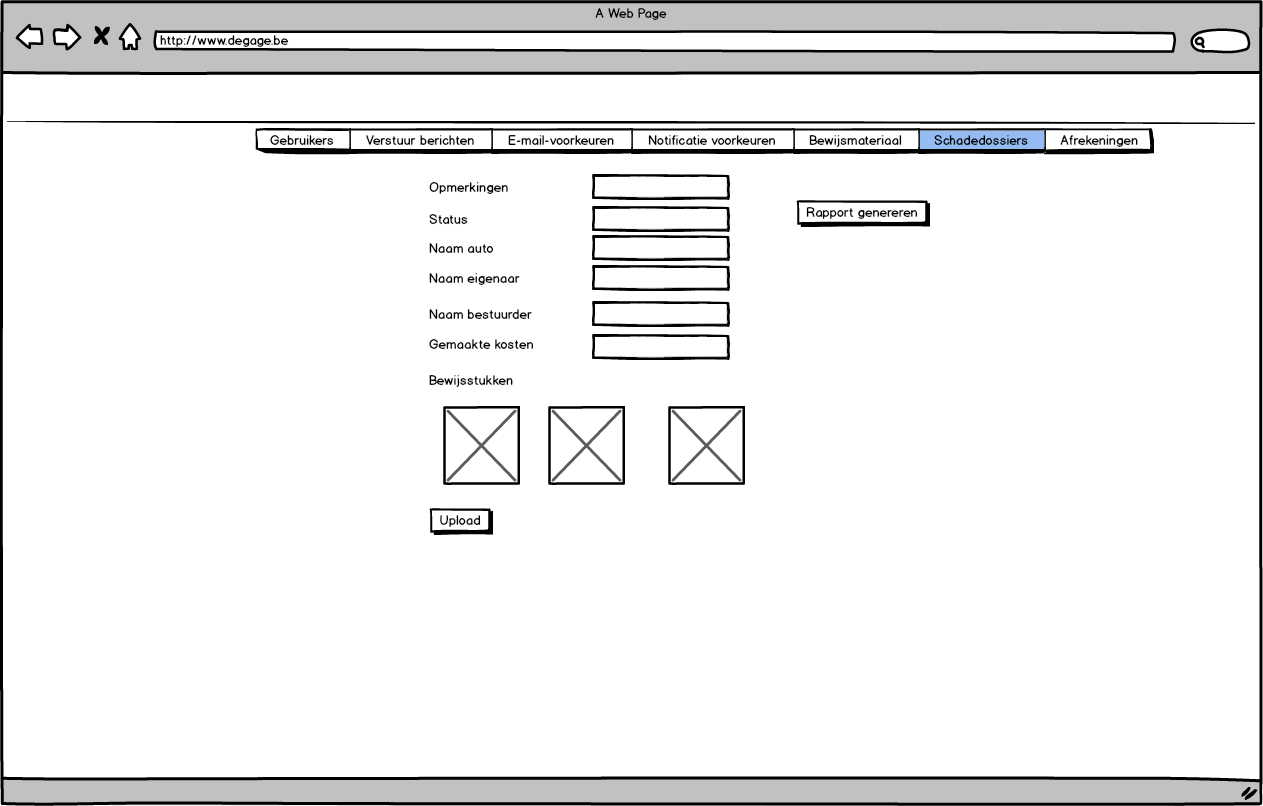 A Web Page
http://www.degage.be
Gebruikers Verstuur berichten E-mail-voorkeuren Notificatie voorkeuren Bewijsmateriaal Schadedossiers Afrekeningen
Opmerkingen
Rapport genereren
Status
Naam auto
Naam eigenaar
Naam bestuurder
Gemaakte kosten
Bewijsstukken
Upload